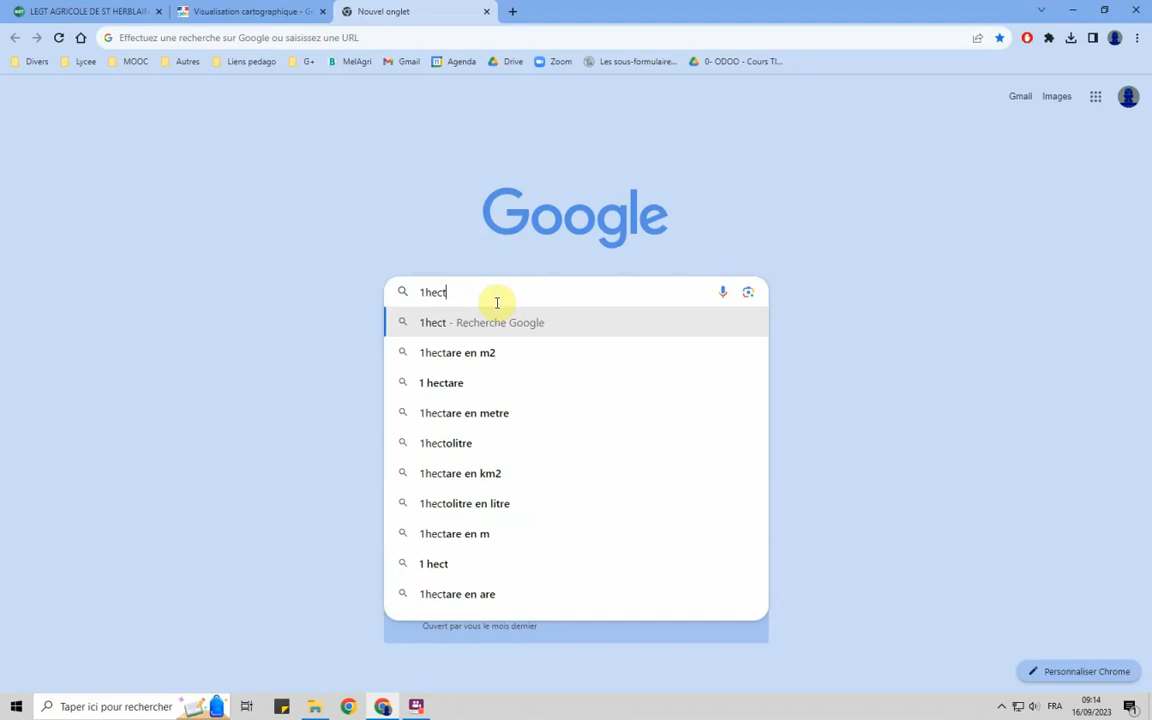 LEGT AGRICOLE DE ST HERBLAIN
Visualisation cartographique - Gé
Nouvel onglet
Effectuez une recherche sur Google ou saisissez une URL
Divers
Lycee
MOOC
Autres
Liens pedago
G+
MelAgri
Gmail
Agenda
Drive
Zoom
Les sous-formulaire...
0- ODOO - Cours TI...
Gmail
Images
Google
1hect
1hect - Recherche Google
1hectare en m2
1 hectare
1hectare en metre
1hectolitre
1hectare en km2
1hectolitre en litre
1hectare en m
1 hect
1hectare en are
Ouvert par vous le mois dernier
Personnaliser Chrome
Taper ici pour rechercher
FRA
09:14
16/09/2023